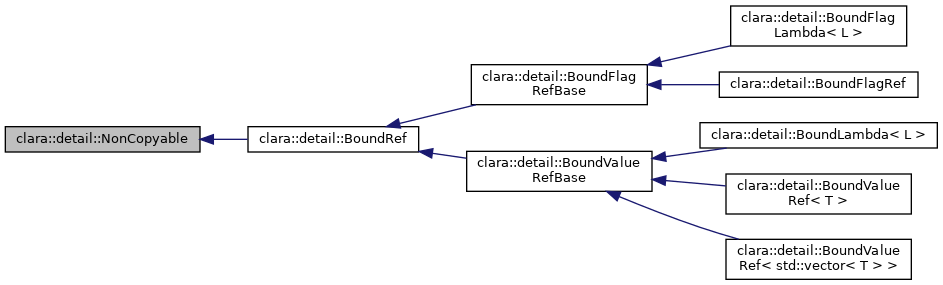 clara::detail::NonCopyable
clara::detail::BoundRef
clara::detail::BoundFlag
RefBase
clara::detail::BoundFlag
Lambda< L >
clara::detail::BoundFlagRef
clara::detail::BoundValue
RefBase
clara::detail::BoundLambda< L >
clara::detail::BoundValue
Ref< T >
clara::detail::BoundValue
Ref< std::vector< T > >